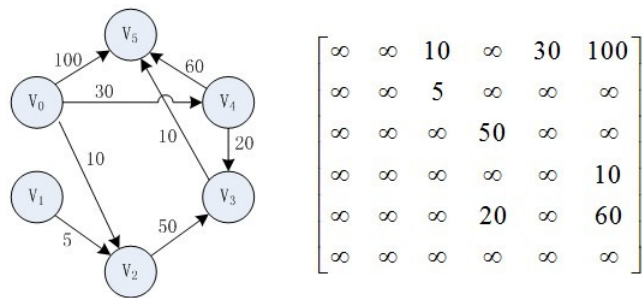 V5
100
60
30
V0
V4
10
10
20
V1
V3
5
50
V2
∞ ∞ 10 ∞ 30 100
∞ ∞ 5 ∞ ∞ ∞
∞ ∞ ∞ 50 ∞ ∞
∞ ∞ ∞ ∞ ∞ 10
∞ ∞ ∞ 20 ∞ 60
∞ ∞ ∞ ∞ ∞ ∞